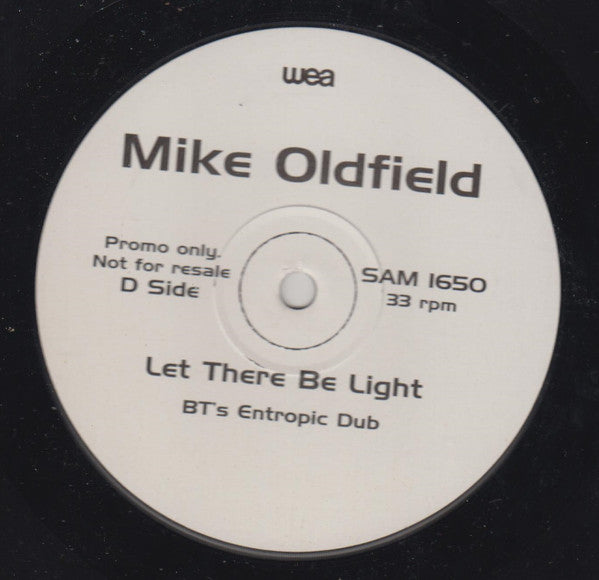 wea
Mike Oldfield
Promo only.
Not for resale
D Side
SAM 1650
33 rpm
Let There Be Light
BT's Entropic Dub